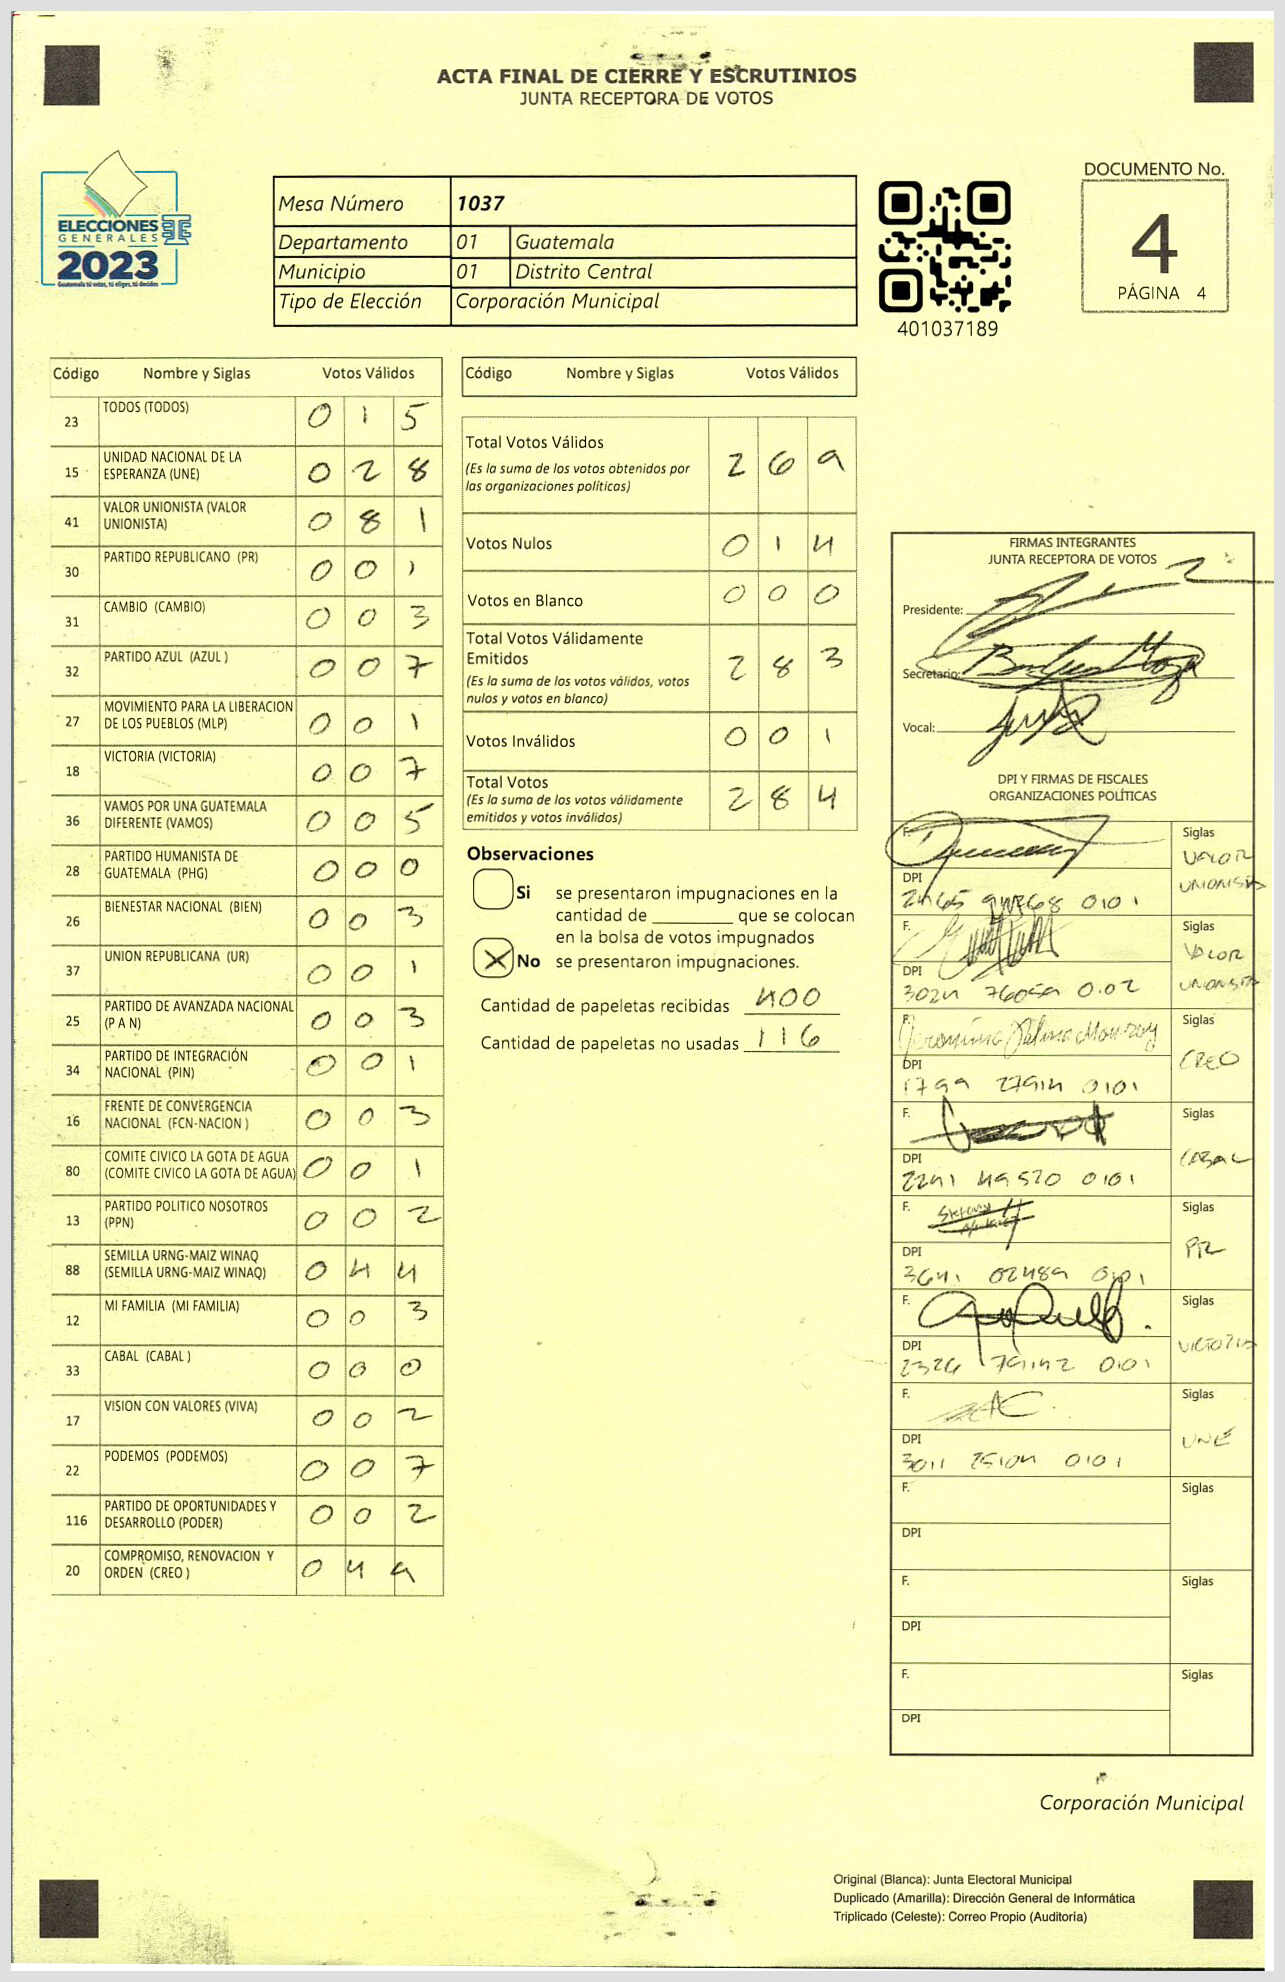 ACTA FINAL DE CIERRE Y ESCRUTINIOS
JUNTA RECEPTORA DE VOTOS
ELECCIONES
GENERALES
2023
Guatemala tú votas, tú eliges, tú decides
Mesa Número 1037
Departamento 01 Guatemala
Municipio 01 Distrito Central
Tipo de Elección Corporación Municipal
401037189
DOCUMENTO No.
4
PÁGINA 4
Código Nombre y Siglas Votos Válidos
23 TODOS (TODOS) 0 1 5
15 UNIDAD NACIONAL DE LA
ESPERANZA (UNE) 0 2 8
41 VALOR UNIONISTA (VALOR
UNIONISTA) 0 8 1
30 PARTIDO REPUBLICANO (PR) 0 0 1
31 CAMBIO (CAMBIO) 0 0 3
32 PARTIDO AZUL (AZUL ) 0 0 7
27 MOVIMIENTO PARA LA LIBERACION
DE LOS PUEBLOS (MLP) 0 0 1
18 VICTORIA (VICTORIA) 0 0 7
36 VAMOS POR UNA GUATEMALA
DIFERENTE (VAMOS) 0 0 5
28 PARTIDO HUMANISTA DE
GUATEMALA (PHG) 0 0 0
26 BIENESTAR NACIONAL (BIEN) 0 0 3
37 UNION REPUBLICANA (UR) 0 0 1
25 PARTIDO DE AVANZADA NACIONAL
(P A N) 0 0 3
34 PARTIDO DE INTEGRACIÓN
NACIONAL (PIN) 0 0 1
16 FRENTE DE CONVERGENCIA
NACIONAL (FCN-NACION ) 0 0 3
80 COMITE CIVICO LA GOTA DE AGUA
(COMITE CIVICO LA GOTA DE AGUA) 0 0 1
13 PARTIDO POLITICO NOSOTROS
(PPN) 0 0 2
88 SEMILLA URNG-MAIZ WINAQ
(SEMILLA URNG-MAIZ WINAQ) 0 4 4
12 MI FAMILIA (MI FAMILIA) 0 0 3
33 CABAL (CABAL ) 0 0 0
17 VISION CON VALORES (VIVA) 0 0 2
22 PODEMOS (PODEMOS) 0 0 7
116 PARTIDO DE OPORTUNIDADES Y
DESARROLLO (PODER) 0 0 2
20 COMPROMISO, RENOVACION Y
ORDEN (CREO ) 0 4 9
Código Nombre y Siglas Votos Válidos
Total Votos Válidos 2 6 9
(Es la suma de los votos obtenidos por
las organizaciones políticas)
Votos Nulos 0 1 4
Votos en Blanco 0 0 0
Total Votos Válidamente
Emitidos 2 8 3
(Es la suma de los votos válidos, votos
nulos y votos en blanco)
Votos Inválidos 0 0 1
Total Votos 2 8 4
(Es la suma de los votos válidamente
emitidos y votos inválidos)
Observaciones
Si se presentaron impugnaciones en la
cantidad de ________ que se colocan
en la bolsa de votos impugnados
X No se presentaron impugnaciones.
Cantidad de papeletas recibidas 400
Cantidad de papeletas no usadas 116
FIRMAS INTEGRANTES
JUNTA RECEPTORA DE VOTOS
Presidente:
Secretario:
Vocal:
DPI Y FIRMAS DE FISCALES
ORGANIZACIONES POLÍTICAS
F. Siglas
VALOR
UNIONISTA
DPI
0101
F. Siglas
VALOR
UNIONISTA
DPI
F. Siglas
CREO
DPI
1799 27914 0101
F. Siglas
CABAL
DPI
2241 49520 0101
F. Siglas
PR
DPI
3641 02489 0101
F. Siglas
VICTORIA
DPI
2326 79142 0101
F. Siglas
UNE
DPI
3011 25104 0101
F. Siglas
DPI
F. Siglas
DPI
F. Siglas
DPI
Corporación Municipal
Original (Blanca): Junta Electoral Municipal
Duplicado (Amarilla): Dirección General de Informática
Triplicado (Celeste): Correo Propio (Auditoría)